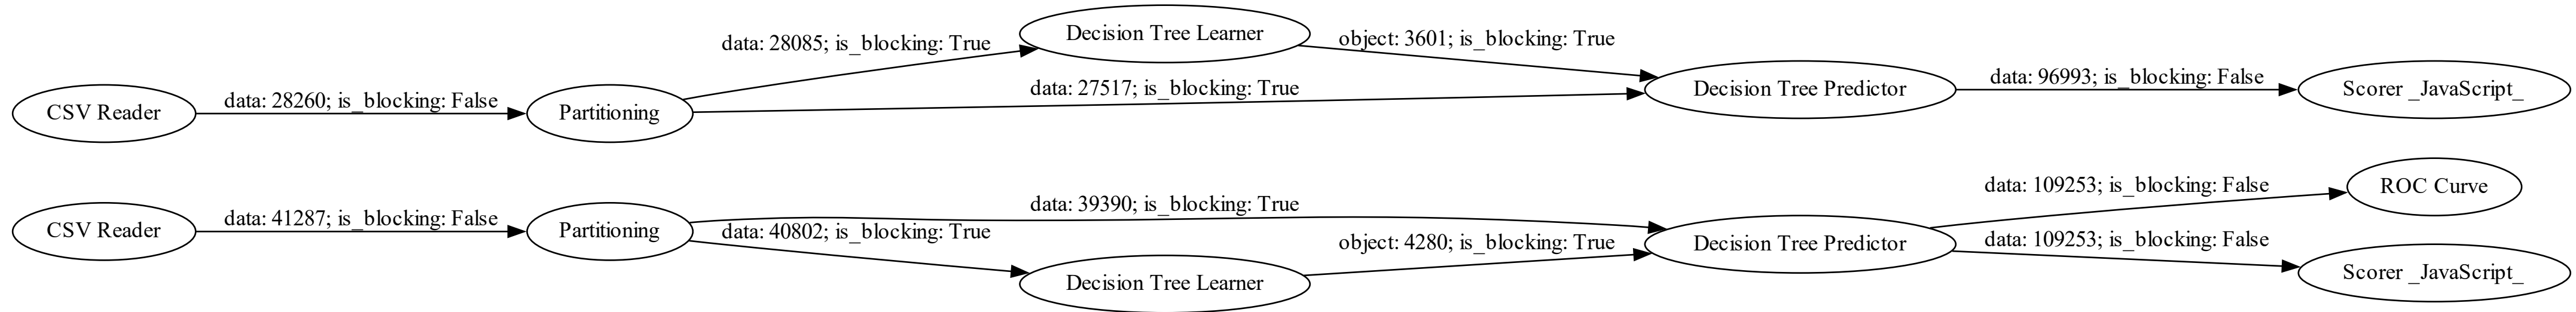 CSV Reader
data: 28260; is_blocking: False
Partitioning
data: 28085; is_blocking: True
Decision Tree Learner
object: 3601; is_blocking: True
data: 27517; is_blocking: True
Decision Tree Predictor
data: 96993; is_blocking: False
Scorer _JavaScript_
CSV Reader
data: 41287; is_blocking: False
Partitioning
data: 39390; is_blocking: True
data: 40802; is_blocking: True
Decision Tree Learner
object: 4280; is_blocking: True
Decision Tree Predictor
data: 109253; is_blocking: False
ROC Curve
data: 109253; is_blocking: False
Scorer _JavaScript_